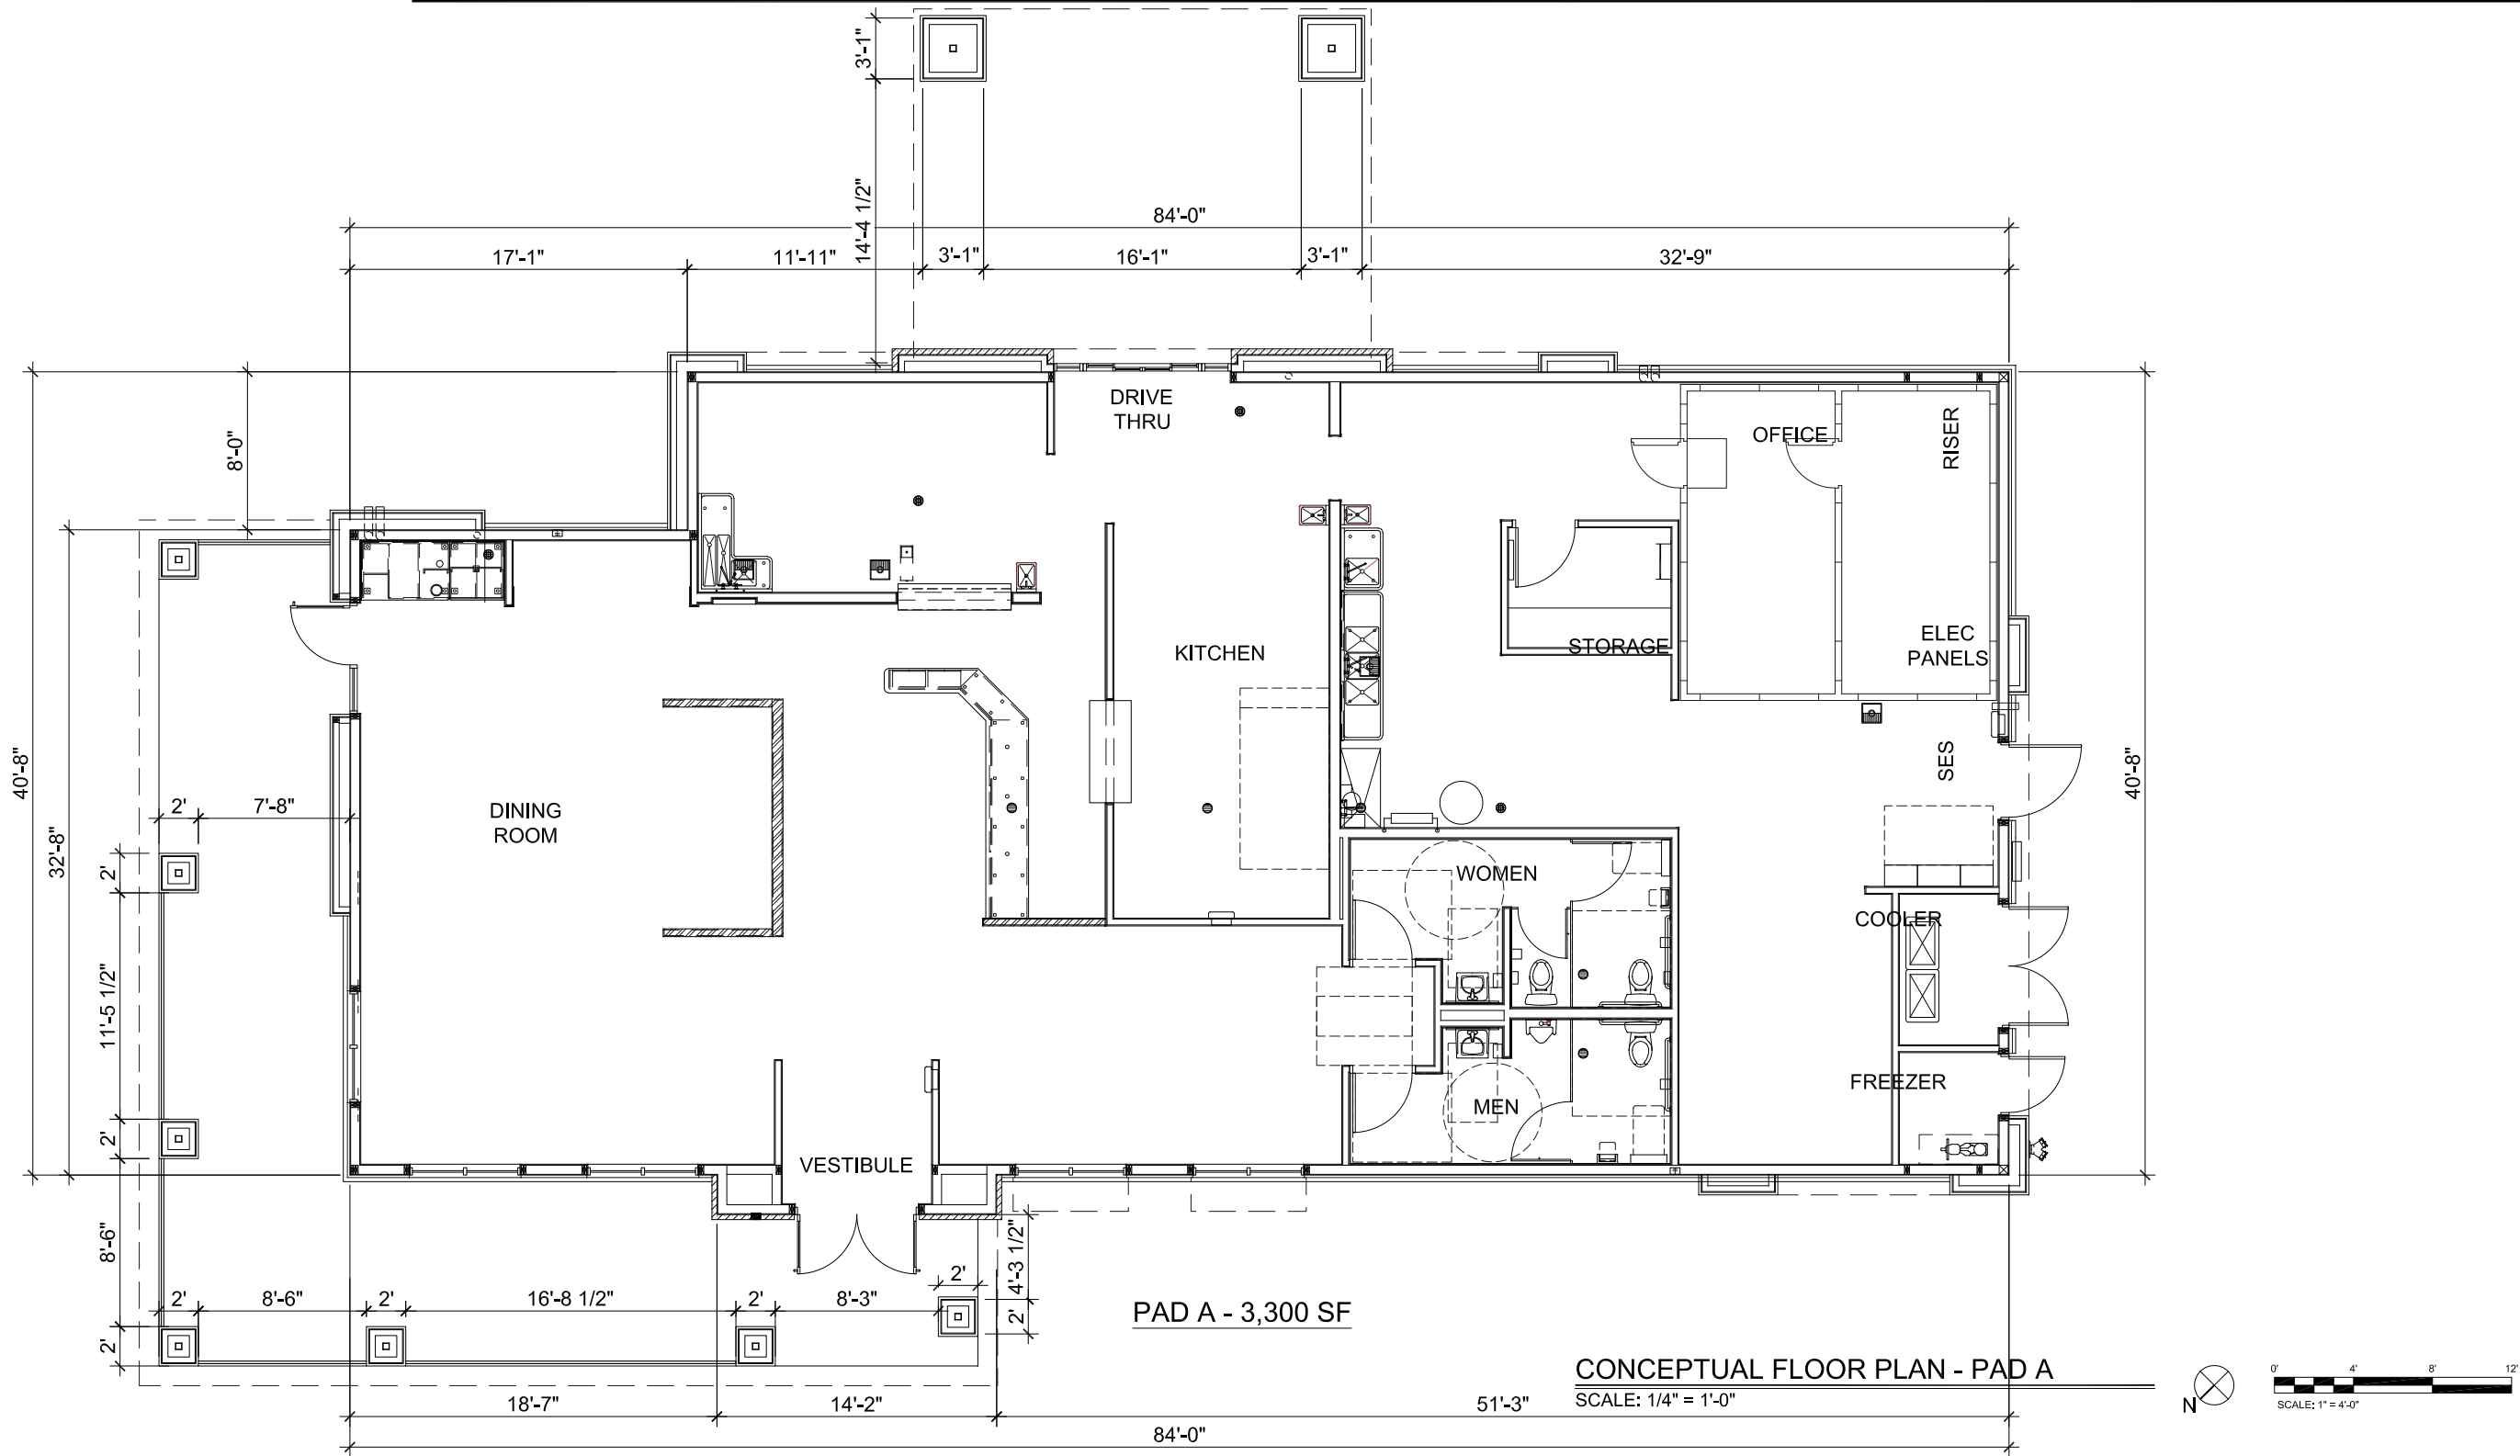 3'-1"
14'-4 1/2"
84'-0"
17'-1"
11'-11"
3'-1"
16'-1"
3'-1"
32'-9"
DRIVE
THRU
OFFICE
RISER
8'-0"
40'-8"
32'-8"
KITCHEN
STORAGE
ELEC
PANELS
SES
40'-8"
2'
7'-8"
DINING
ROOM
2'
WOMEN
COOLER
11'-5 1/2"
FREEZER
MEN
2'
VESTIBULE
8'-6"
4'-3 1/2"
2'
2'
8'-6"
2'
16'-8 1/2"
2'
8'-3"
2'
2'
PAD A - 3,300 SF
CONCEPTUAL FLOOR PLAN - PAD A
SCALE: 1/4" = 1'-0"
N
0'
4'
8'
12'
SCALE: 1" = 4'-0"
18'-7"
14'-2"
51'-3"
84'-0"